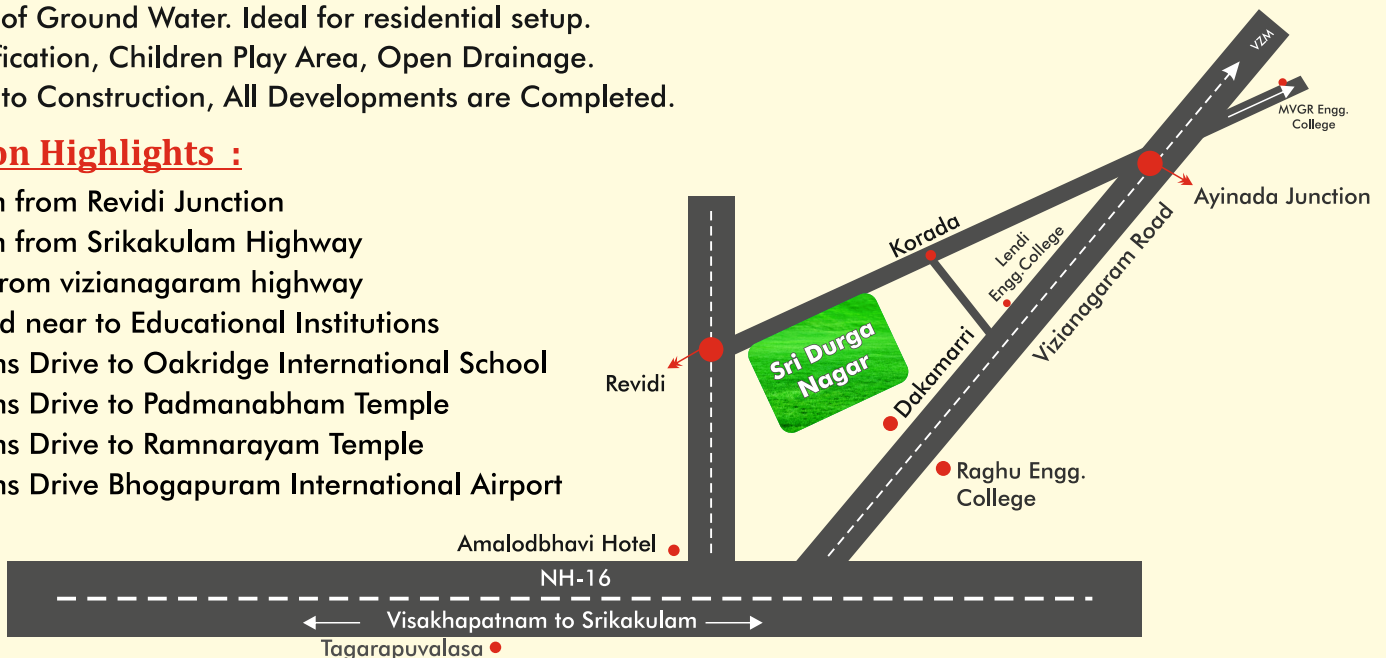 of Ground Water. Ideal for residential setup.
fication, Children Play Area, Open Drainage.
to Construction, All Developments are Completed.
on Highlights :
from Revidi Junction
from Srikakulam Highway
rom vizianagaram highway
d near to Educational Institutions
ns Drive to Oakridge International School
ns Drive to Padmanabham Temple
ns Drive to Ramnarayam Temple
ns Drive Bhogapuram International Airport
VZM
MVGR Engg.
College
Ayinada Junction
Korada
Lendi
Engg.College
Vizianagaram Road
Sri Durga
Nagar
Revidi
Dakamarri
Raghu Engg.
College
Amalodbhavi Hotel
NH-16
Visakhapatnam to Srikakulam
Tagarapuvalasa